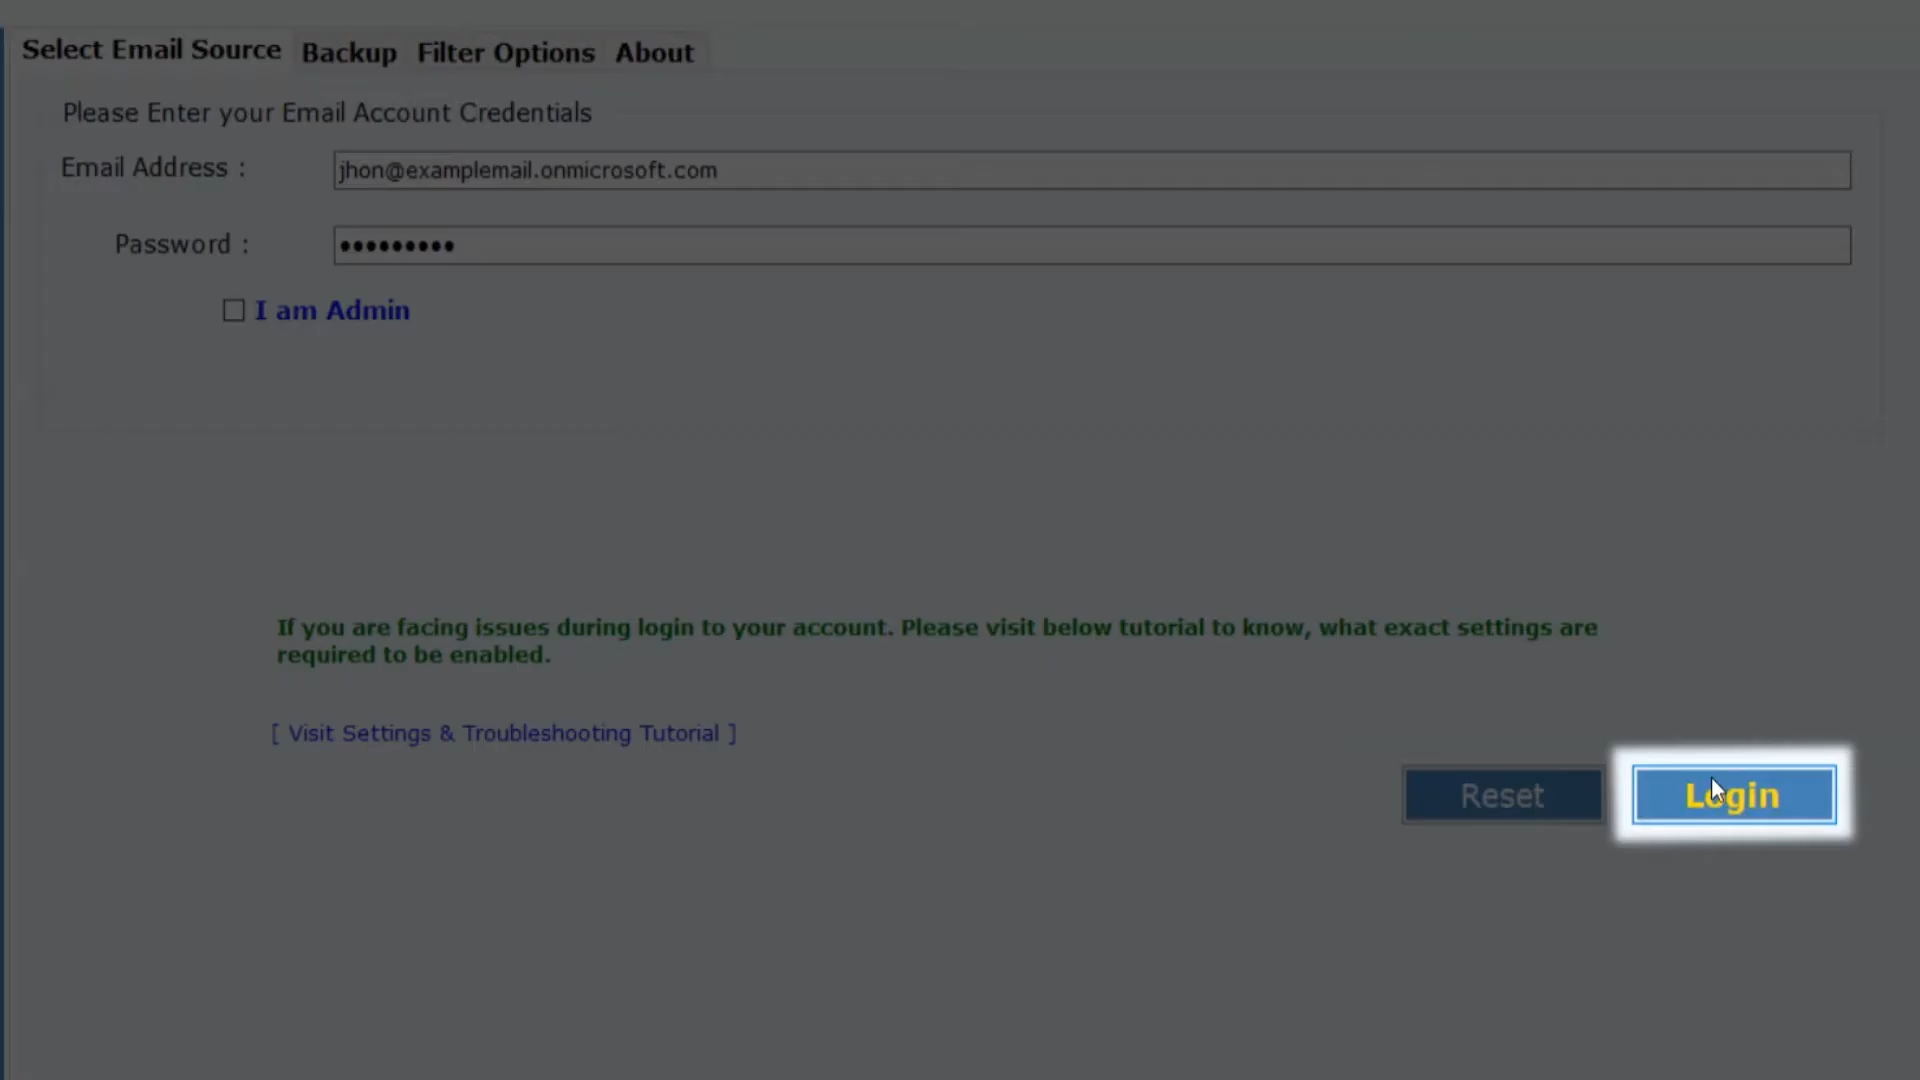 Select Email Source Backup Filter Options About
Please Enter your Email Account Credentials
Email Address : jhon@examplemail.onmicrosoft.com
Password : •••••••••
I am Admin
If you are facing issues during login to your account. Please visit below tutorial to know, what exact settings are
required to be enabled.
[ Visit Settings & Troubleshooting Tutorial ]
Reset Login